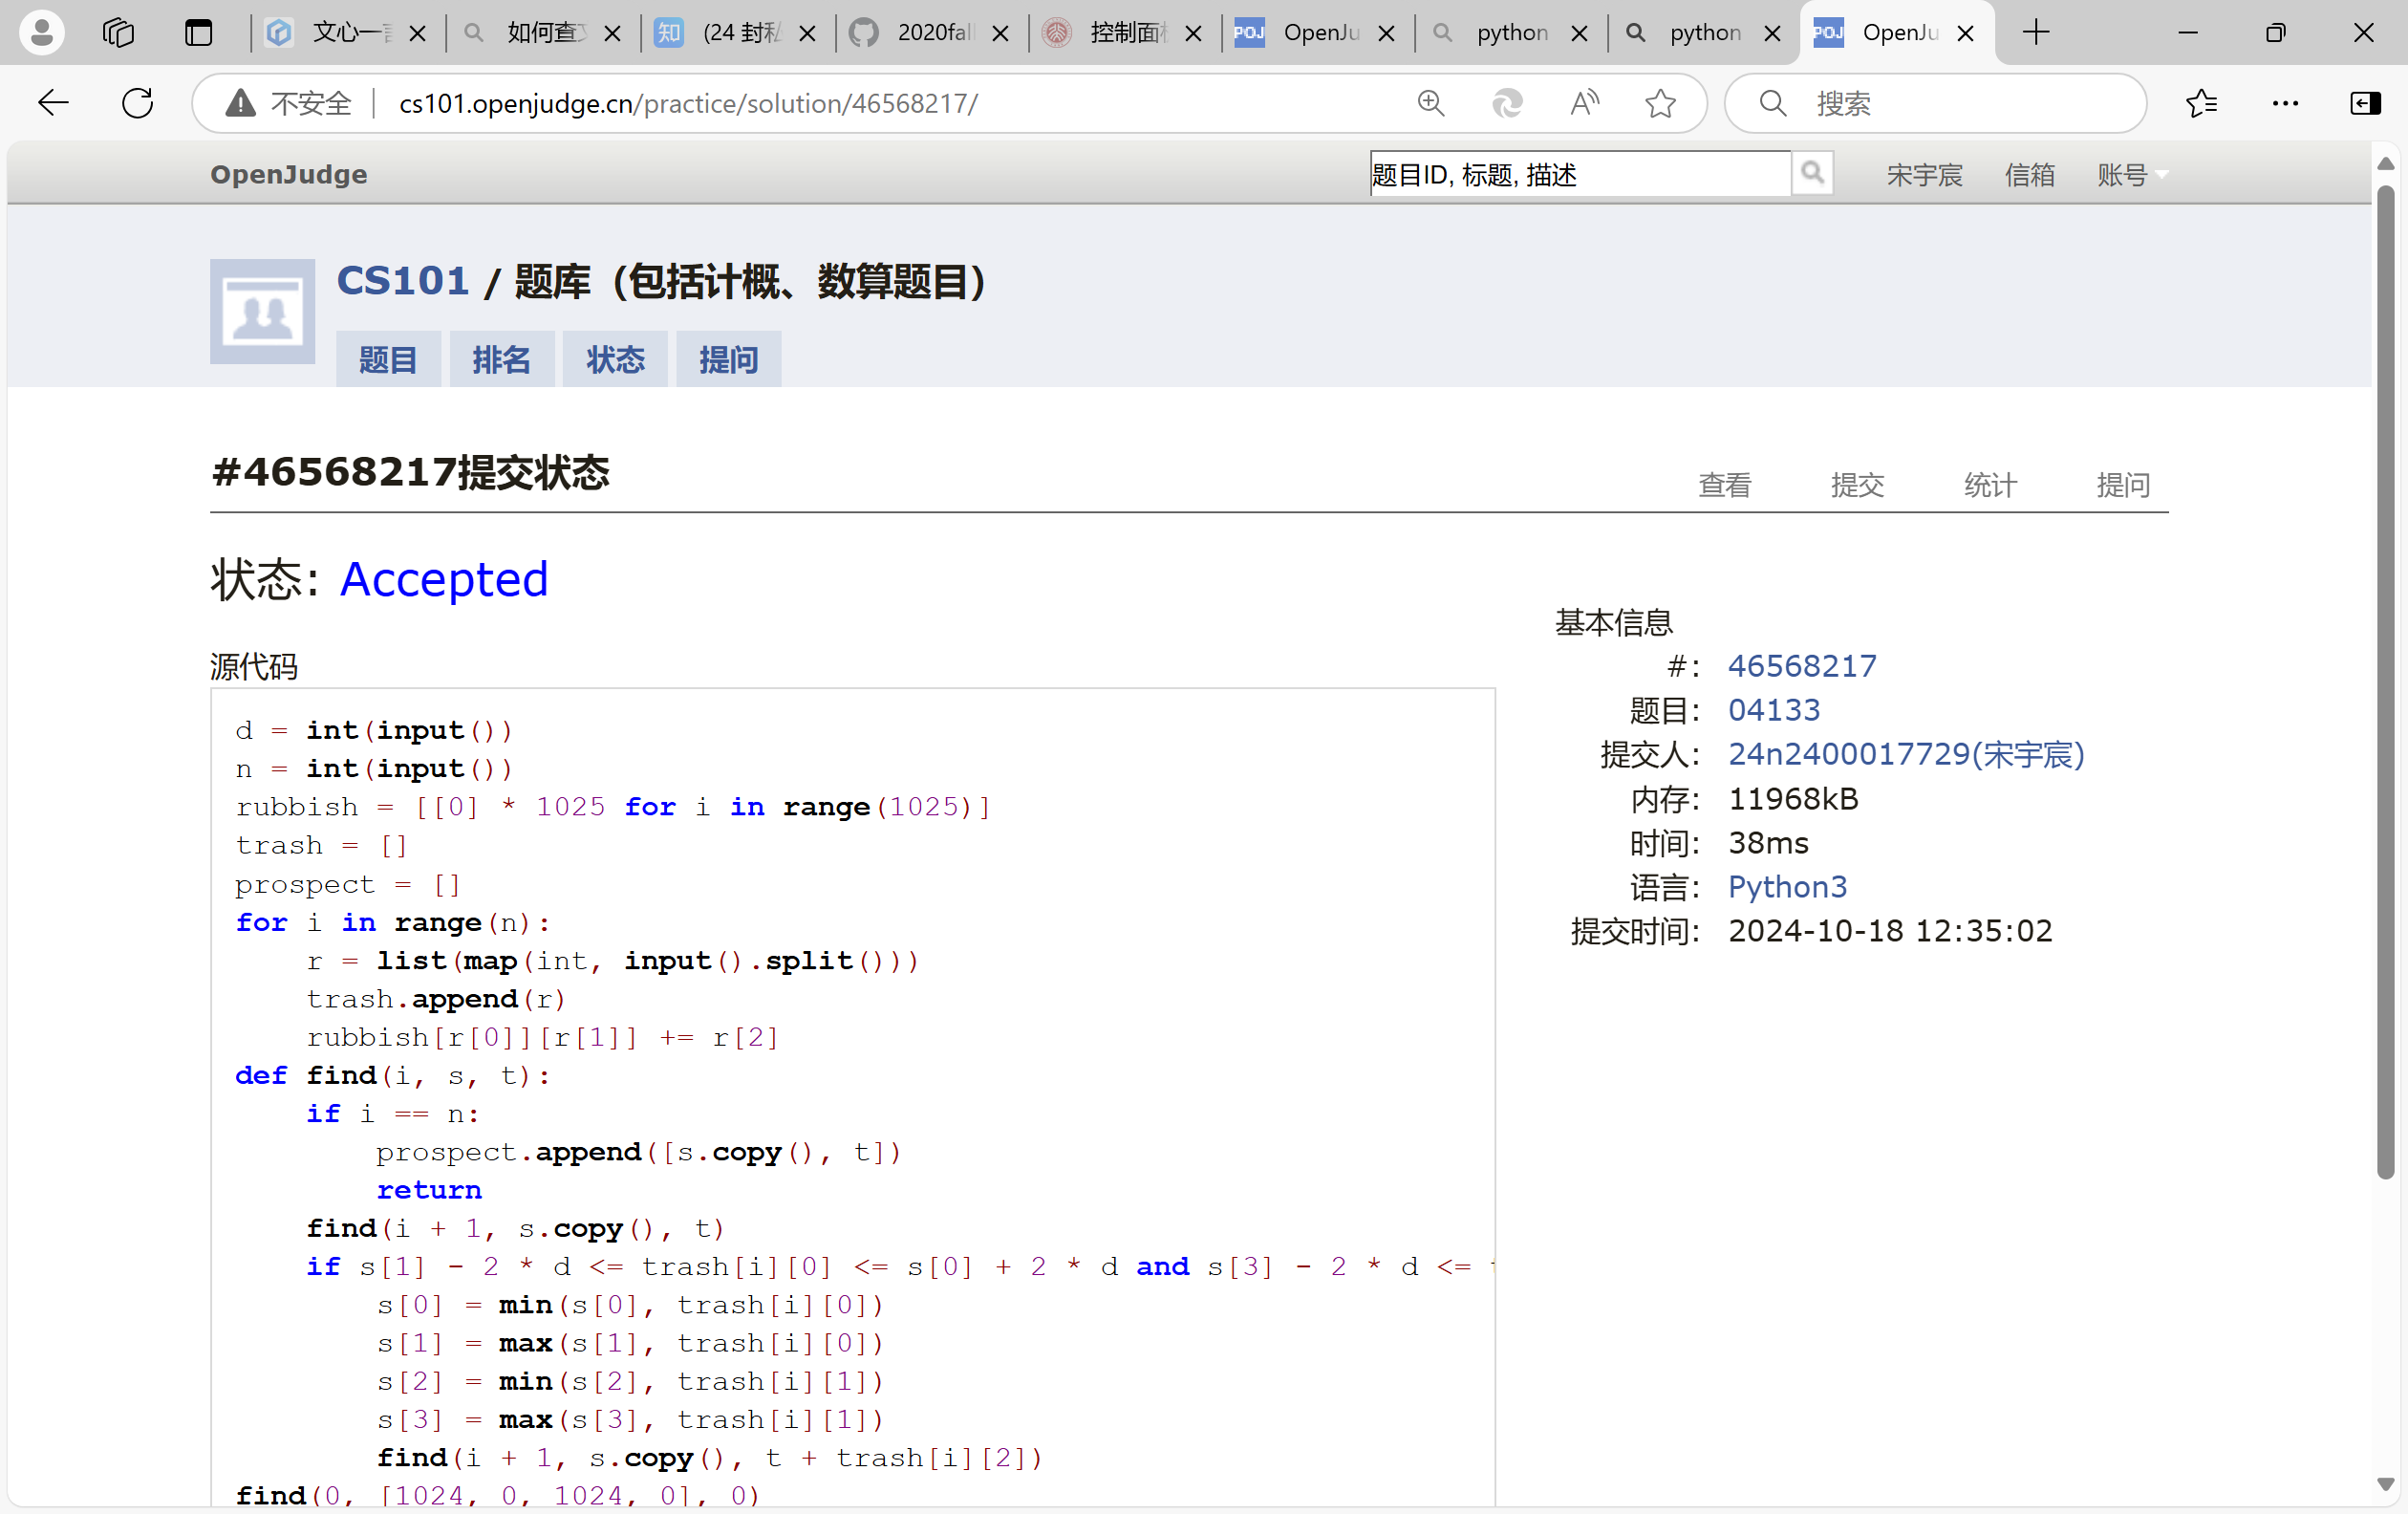 文心一言
如何查
(24 封私
2020fall
控制面板
POJ OpenJu
python
python
POJ OpenJu
不安全 cs101.openjudge.cn/practice/solution/46568217/
搜索
OpenJudge
题目ID, 标题, 描述
宋宇宸 信箱 账号
CS101 / 题库（包括计概、数算题目）
题目 排名 状态 提问
#46568217提交状态
查看 提交 统计 提问
状态: Accepted
源代码
d = int(input())
n = int(input())
rubbish = [[0] * 1025 for i in range(1025)]
trash = []
prospect = []
for i in range(n):
    r = list(map(int, input().split()))
    trash.append(r)
    rubbish[r[0]][r[1]] += r[2]
def find(i, s, t):
    if i == n:
        prospect.append([s.copy(), t])
        return
    find(i + 1, s.copy(), t)
    if s[1] - 2 * d <= trash[i][0] <= s[0] + 2 * d and s[3] - 2 * d <=
        s[0] = min(s[0], trash[i][0])
        s[1] = max(s[1], trash[i][0])
        s[2] = min(s[2], trash[i][1])
        s[3] = max(s[3], trash[i][1])
        find(i + 1, s.copy(), t + trash[i][2])
find(0, [1024, 0, 1024, 0], 0)
基本信息
#: 46568217
题目: 04133
提交人: 24n2400017729(宋宇宸)
内存: 11968kB
时间: 38ms
语言: Python3
提交时间: 2024-10-18 12:35:02